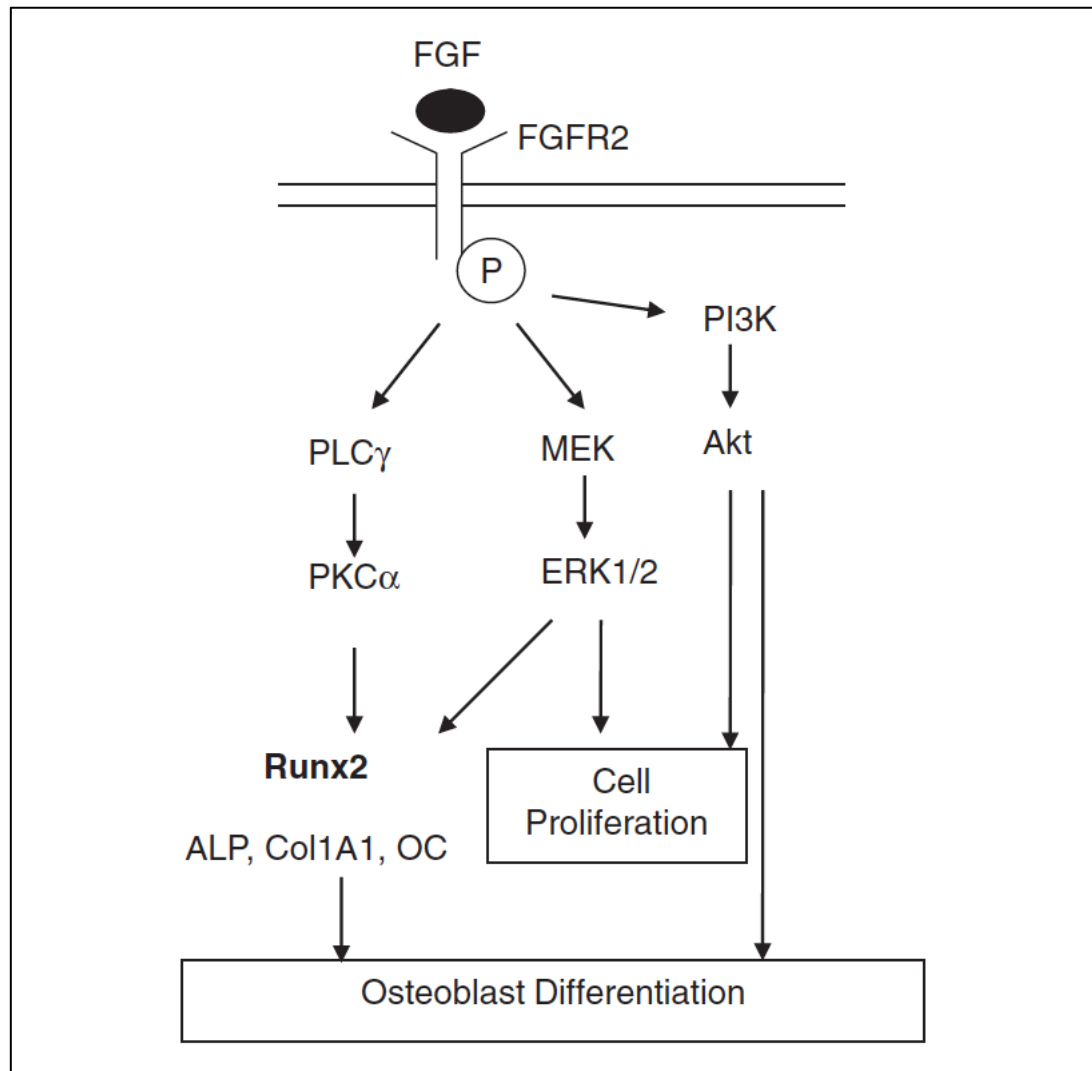 FGF
FGFR2
P
PI3K
PLCγ
MEK
Akt
PKCα
ERK1/2
Runx2
Cell
Proliferation
ALP, Col1A1, OC
Osteoblast Differentiation